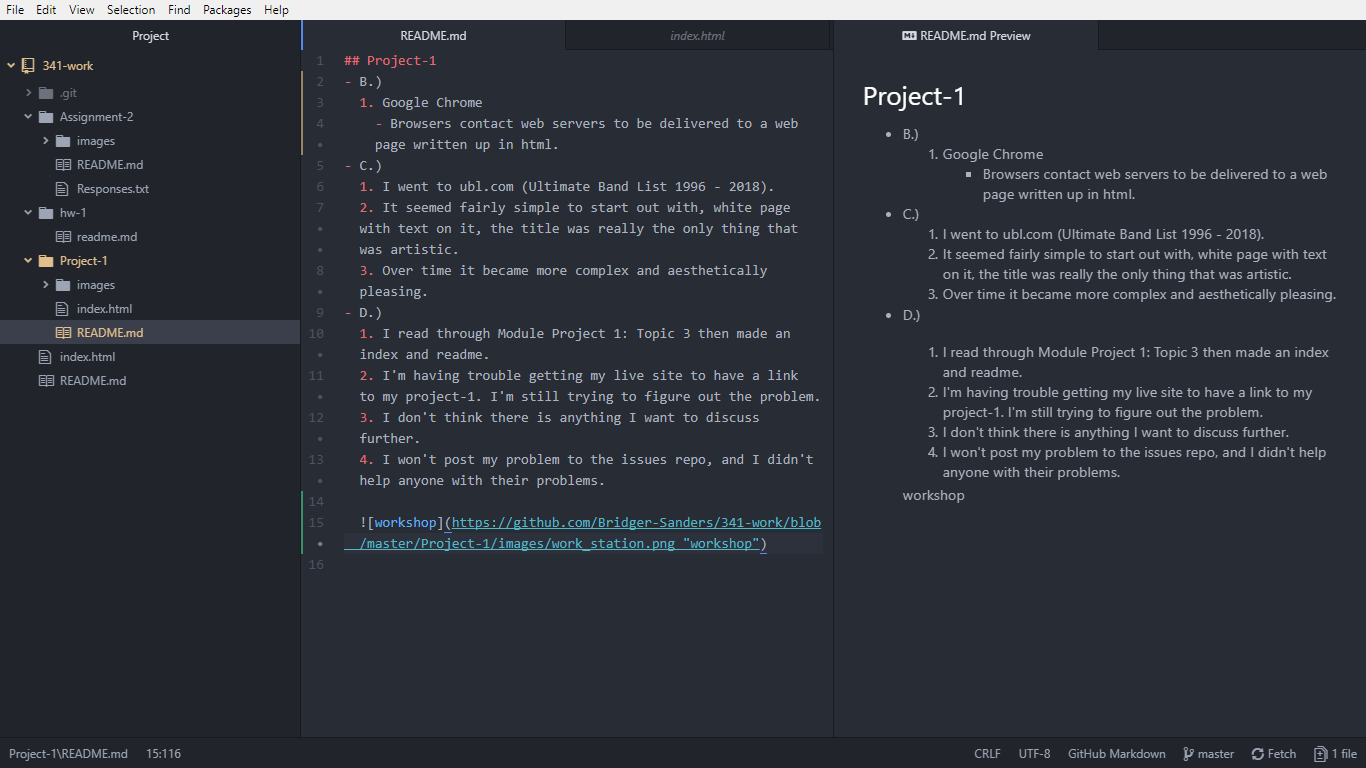 File Edit View Selection Find Packages Help
Project
341-work
.git
Assignment-2
images
README.md
Responses.txt
hw-1
readme.md
Project-1
images
index.html
README.md
index.html
README.md
README.md
index.html
1 ## Project-1
2 - B.)
3 1. Google Chrome
4 - Browsers contact web servers to be delivered to a web
page written up in html.
5 - C.)
6 1. I went to ubl.com (Ultimate Band List 1996 - 2018).
7 2. It seemed fairly simple to start out with, white page
with text on it, the title was really the only thing that
was artistic.
8 3. Over time it became more complex and aesthetically
pleasing.
9 - D.)
10 1. I read through Module Project 1: Topic 3 then made an
index and readme.
11 2. I'm having trouble getting my live site to have a link
to my project-1. I'm still trying to figure out the problem.
12 3. I don't think there is anything I want to discuss
further.
13 4. I won't post my problem to the issues repo, and I didn't
help anyone with their problems.
14
15 ![workshop](https://github.com/Bridger-Sanders/341-work/blob
/master/Project-1/images/work_station.png "workshop")
16
README.md Preview
Project-1
B.)
1. Google Chrome
Browsers contact web servers to be delivered to a web
page written up in html.
C.)
1. I went to ubl.com (Ultimate Band List 1996 - 2018).
2. It seemed fairly simple to start out with, white page with text
on it, the title was really the only thing that was artistic.
3. Over time it became more complex and aesthetically pleasing.
D.)
1. I read through Module Project 1: Topic 3 then made an index
and readme.
2. I'm having trouble getting my live site to have a link to my
project-1. I'm still trying to figure out the problem.
3. I don't think there is anything I want to discuss further.
4. I won't post my problem to the issues repo, and I didn't help
anyone with their problems.
workshop
Project-1\README.md 15:116
CRLF UTF-8 GitHub Markdown master Fetch 1 file